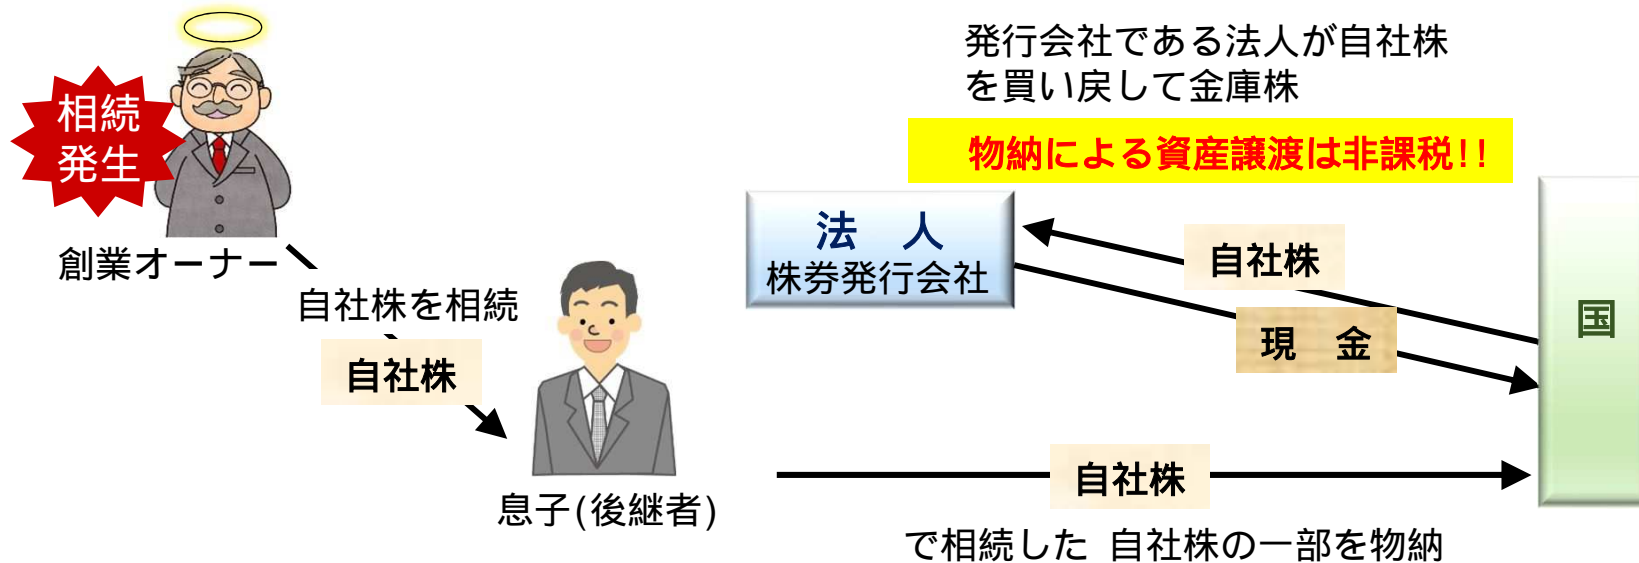 相続
発生
創業オーナー
自社株を相続
自社株
息子(後継者)
発行会社である法人が自社株
を買い戻して金庫株
物納による資産譲渡は非課税!!
法 人
株券発行会社
自社株
現 金
国
自社株
で相続した 自社株の一部を物納